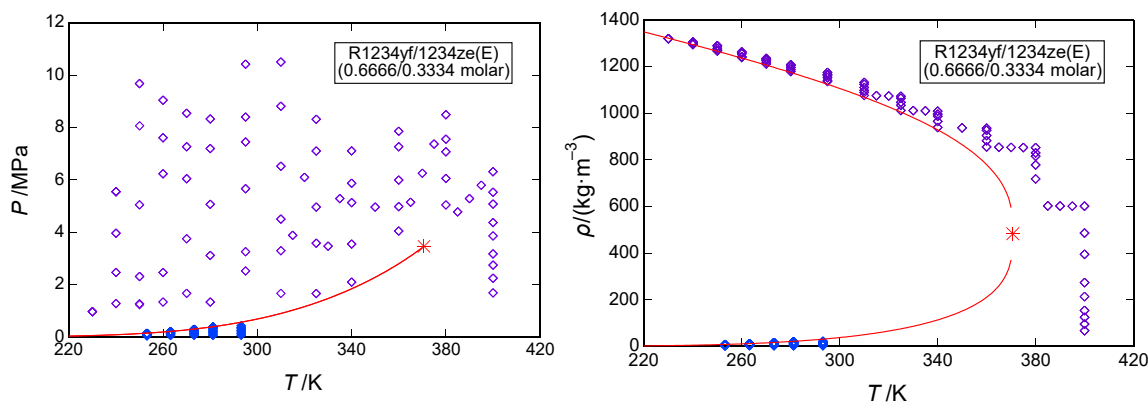 12
10
8
6
4
2
0
P /MPa
R1234yf/1234ze(E)
(0.6666/0.3334 molar)
220 260 300 340 380 420
T /K
1400
1200
1000
800
600
400
200
0
ρ/(kg·m⁻³)
R1234yf/1234ze(E)
(0.6666/0.3334 molar)
220 260 300 340 380 420
T /K